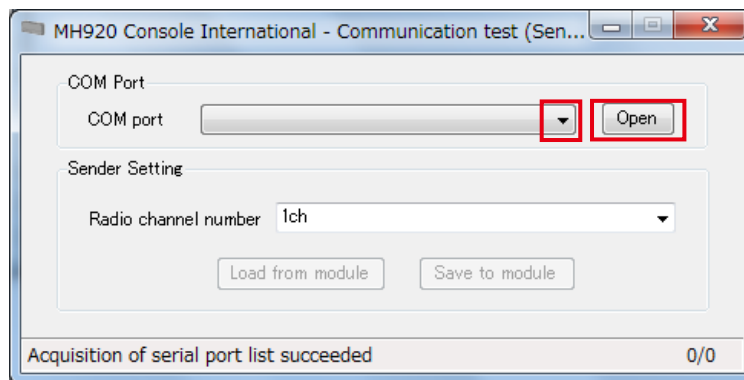 MH920 Console International - Communication test (Sen...
COM Port
COM port
Open
Sender Setting
Radio channel number 1ch
Load from module Save to module
Acquisition of serial port list succeeded 0/0